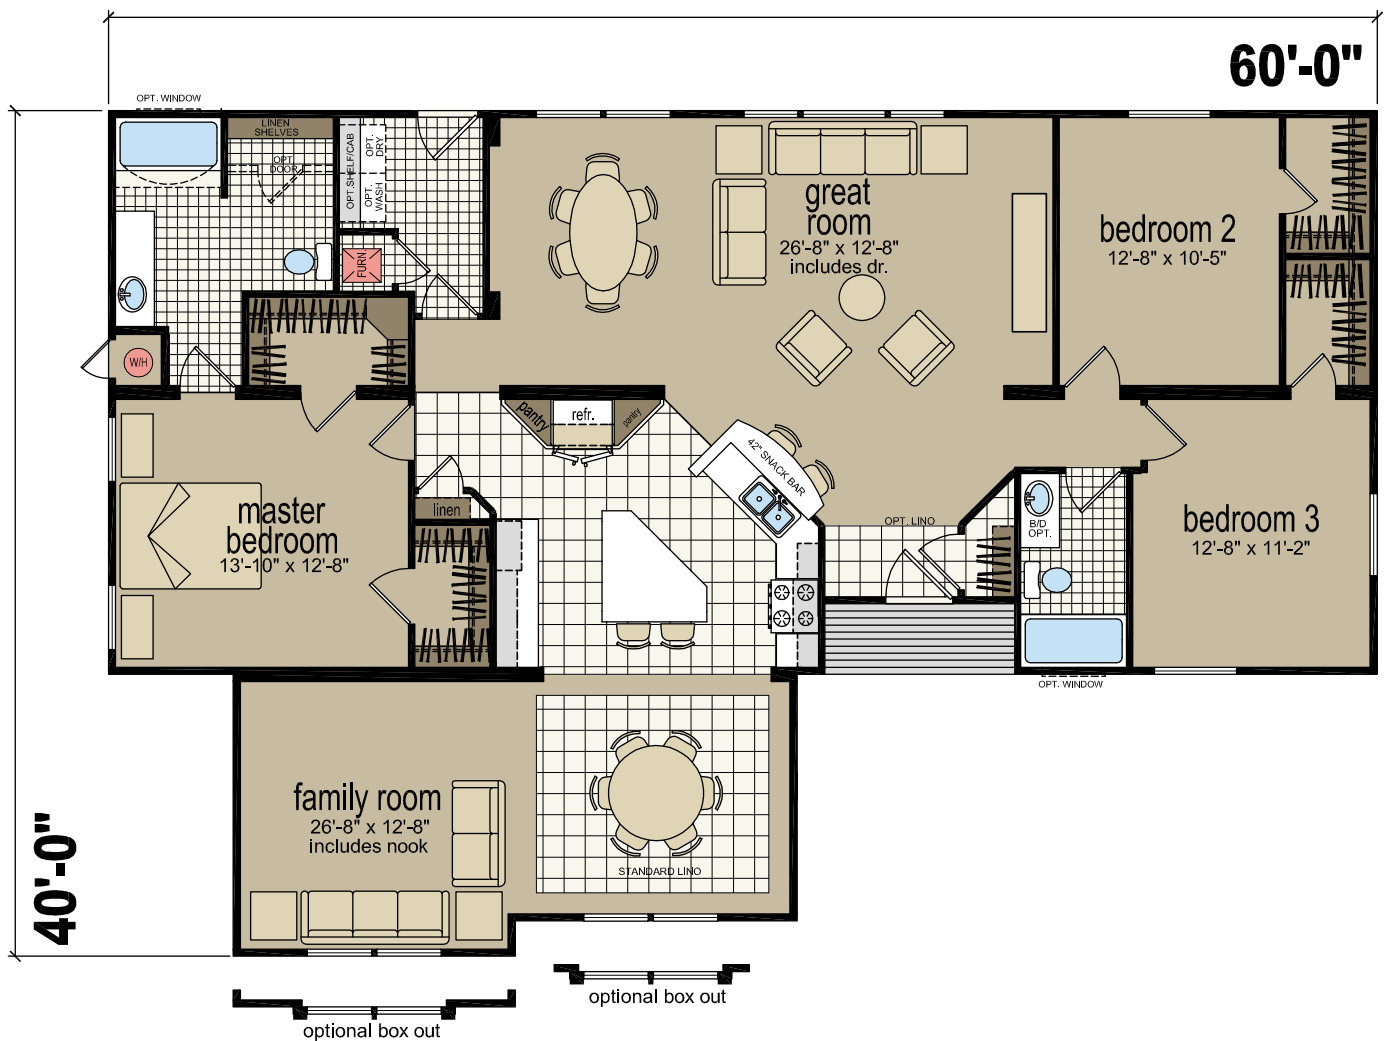 60'-0"
OPT. WINDOW
LINEN
SHELVES
OPT.
DOOR
OPT.SHELF/CAB
OPT.
DRY
OPT.
WASH
FURN.
great
room
26'-8" x 12'-8"
includes dr.
bedroom 2
12'-8" x 10'-5"
W/H
pantry
refr.
pantry
42" SNACK BAR
linen
master
bedroom
13'-10" x 12'-8"
OPT. LINO
B/D
OPT.
bedroom 3
12'-8" x 11'-2"
OPT. WINDOW
family room
26'-8" x 12'-8"
includes nook
STANDARD LINO
40'-0"
optional box out
optional box out